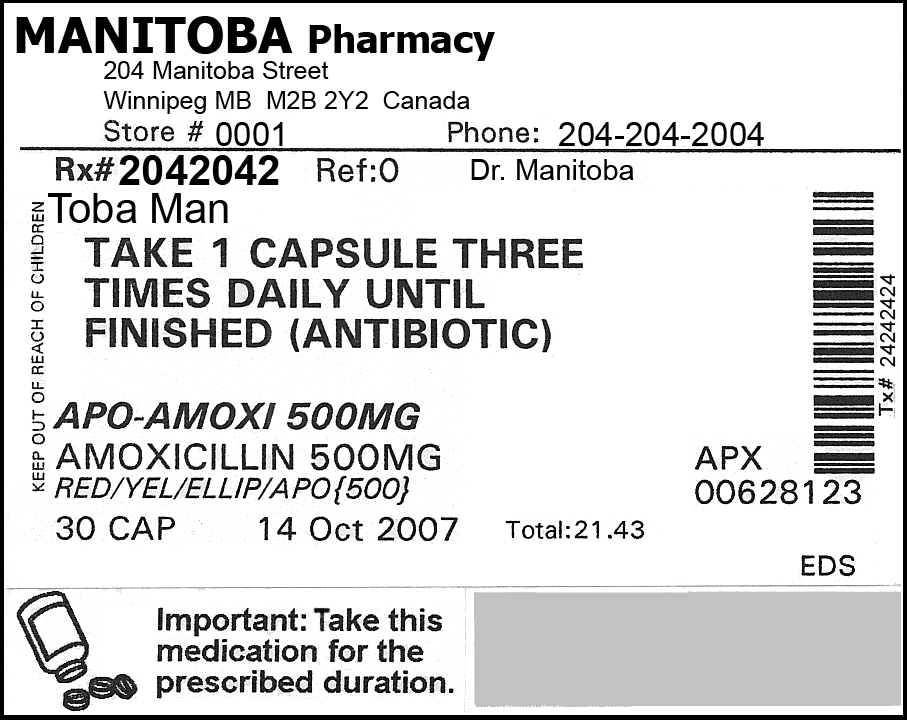 MANITOBA Pharmacy
204 Manitoba Street
Winnipeg MB M2B 2Y2 Canada
Store # 0001 Phone: 204-204-2004
Rx# 2042042 Ref:0 Dr. Manitoba
Toba Man
KEEP OUT OF REACH OF CHILDREN
TAKE 1 CAPSULE THREE
TIMES DAILY UNTIL
FINISHED (ANTIBIOTIC)
Tx# 24242424
APO-AMOXI 500MG
AMOXICILLIN 500MG APX
RED/YEL/ELLIP/APO{500} 00628123
30 CAP 14 Oct 2007 Total:21.43
EDS
Important: Take this
medication for the
prescribed duration.